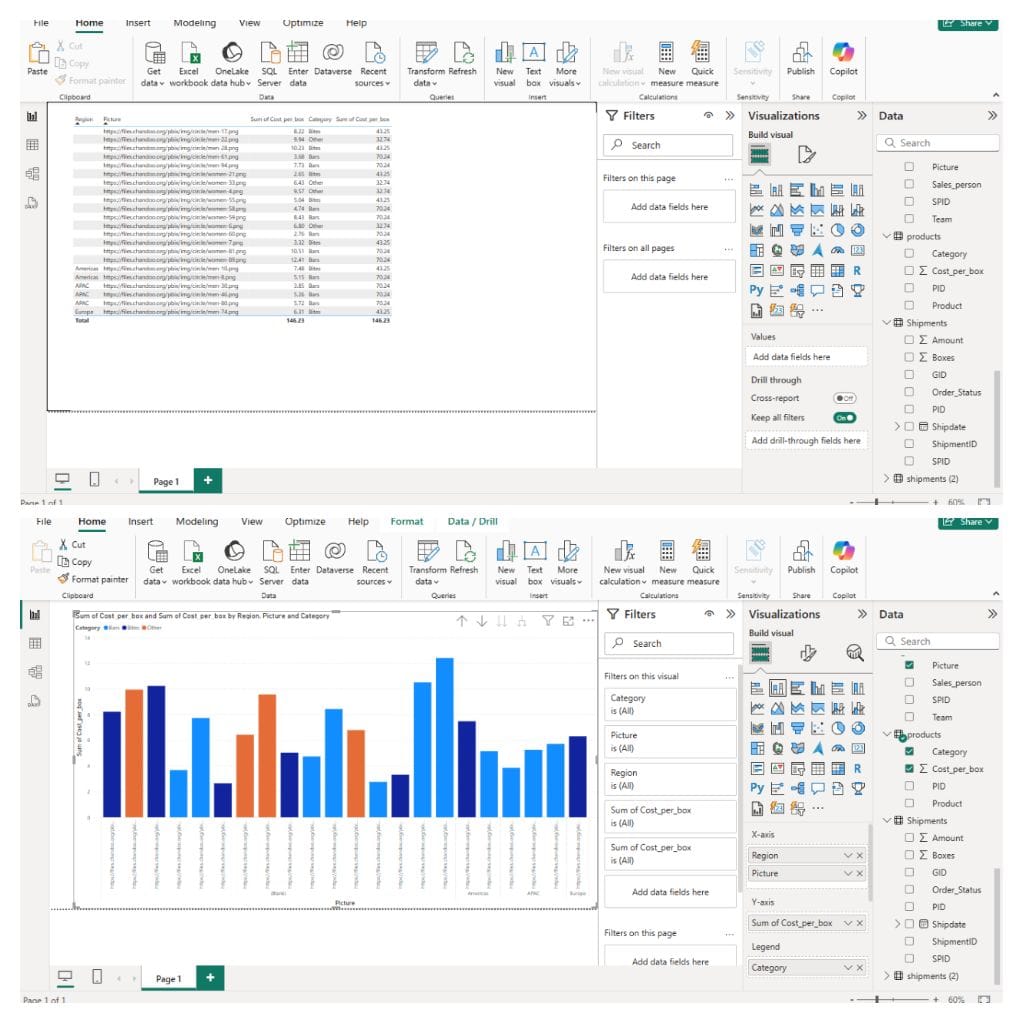 File Home Insert Modeling View Optimize Help Share
Paste Cut Copy Format painter Get data Excel workbook OneLake data hub SQL Server Enter data Dataverse Recent sources Transform data Refresh New visual Text box More visuals New visual calculation New measure Quick measure Sensitivity Publish Copilot
Clipboard Data Queries Insert Calculations Sensitivity Share Copilot
Region Picture Sum of Cost_per_box Category Sum of Cost_per_box
https://files.chandoo.org/pbix/img/circle/men-17.png 8.22 Bites 43.25
https://files.chandoo.org/pbix/img/circle/men-22.png 9.94 Other 32.74
https://files.chandoo.org/pbix/img/circle/men-28.png 10.23 Bites 43.25
https://files.chandoo.org/pbix/img/circle/men-61.png 3.68 Bars 70.24
https://files.chandoo.org/pbix/img/circle/men-94.png 7.73 Bars 70.24
https://files.chandoo.org/pbix/img/circle/women-21.png 2.65 Bites 43.25
https://files.chandoo.org/pbix/img/circle/women-33.png 6.43 Other 32.74
https://files.chandoo.org/pbix/img/circle/women-4.png 9.57 Other 32.74
https://files.chandoo.org/pbix/img/circle/women-55.png 5.04 Bites 43.25
https://files.chandoo.org/pbix/img/circle/women-58.png 4.74 Bars 70.24
https://files.chandoo.org/pbix/img/circle/women-59.png 8.43 Bars 70.24
https://files.chandoo.org/pbix/img/circle/women-6.png 6.80 Other 32.74
https://files.chandoo.org/pbix/img/circle/women-60.png 2.76 Bars 70.24
https://files.chandoo.org/pbix/img/circle/women-7.png 3.32 Bites 43.25
https://files.chandoo.org/pbix/img/circle/women-81.png 10.51 Bars 70.24
https://files.chandoo.org/pbix/img/circle/women-89.png 12.41 Bars 70.24
Americas https://files.chandoo.org/pbix/img/circle/men-10.png 7.48 Bites 43.25
Americas https://files.chandoo.org/pbix/img/circle/men-8.png 5.15 Bars 70.24
APAC https://files.chandoo.org/pbix/img/circle/men-30.png 3.85 Bars 70.24
APAC https://files.chandoo.org/pbix/img/circle/men-46.png 5.26 Bars 70.24
APAC https://files.chandoo.org/pbix/img/circle/men-80.png 5.72 Bars 70.24
Europe https://files.chandoo.org/pbix/img/circle/men-74.png 6.31 Bites 43.25
Total 146.23 146.23
Filters
Search
Filters on this page ...
Add data fields here
Filters on all pages ...
Add data fields here
Visualizations
Build visual
R
Py
Values
Add data fields here
Drill through
Cross-report Off
Keep all filters On
Add drill-through fields here
Data
Search
Picture
Sales_person
SPID
Team
products
Category
Σ Cost_per_box
PID
Product
Shipments
Σ Amount
Σ Boxes
GID
Order_Status
PID
Shipdate
ShipmentID
SPID
shipments (2)
Page 1 +
Page 1 of 1 - + 60%
File Home Insert Modeling View Optimize Help Format Data / Drill Share
Paste Cut Copy Format painter Get data Excel workbook OneLake data hub SQL Server Enter data Dataverse Recent sources Transform data Refresh New visual Text box More visuals New visual calculation New measure Quick measure Sensitivity Publish Copilot
Clipboard Data Queries Insert Calculations Sensitivity Share Copilot
Sum of Cost_per_box and Sum of Cost_per_box by Region, Picture and Category
Category Bars Bites Other
14
12
10
8
6
4
2
0
Sum of Cost_per_box
(Blank) Americas APAC Europe
Picture
Filters
Search
Filters on this visual ...
Category
is (All)
Picture
is (All)
Region
is (All)
Sum of Cost_per_box
is (All)
Sum of Cost_per_box
is (All)
Add data fields here
Filters on this page ...
Add data fields here
Visualizations
Build visual
R
Py
X-axis
Region
Picture
Y-axis
Sum of Cost_per_box
Legend
Category
Data
Search
Picture
Sales_person
SPID
Team
products
Category
Σ Cost_per_box
PID
Product
Shipments
Σ Amount
Σ Boxes
GID
Order_Status
PID
Shipdate
ShipmentID
SPID
shipments (2)
Page 1 +
Page 1 of 1 - + 60%